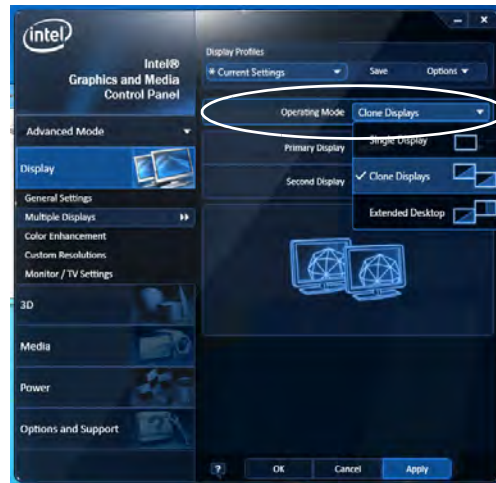 intel
Intel®
Graphics and Media
Control Panel
Advanced Mode
Display
General Settings
Multiple Displays
Color Enhancement
Custom Resolutions
Monitor / TV Settings
3D
Media
Power
Options and Support
Display Profiles
* Current Settings
Save
Options
Operating Mode
Clone Displays
Single Display
Primary Display
Clone Displays
Second Display
Extended Desktop
?
OK
Cancel
Apply